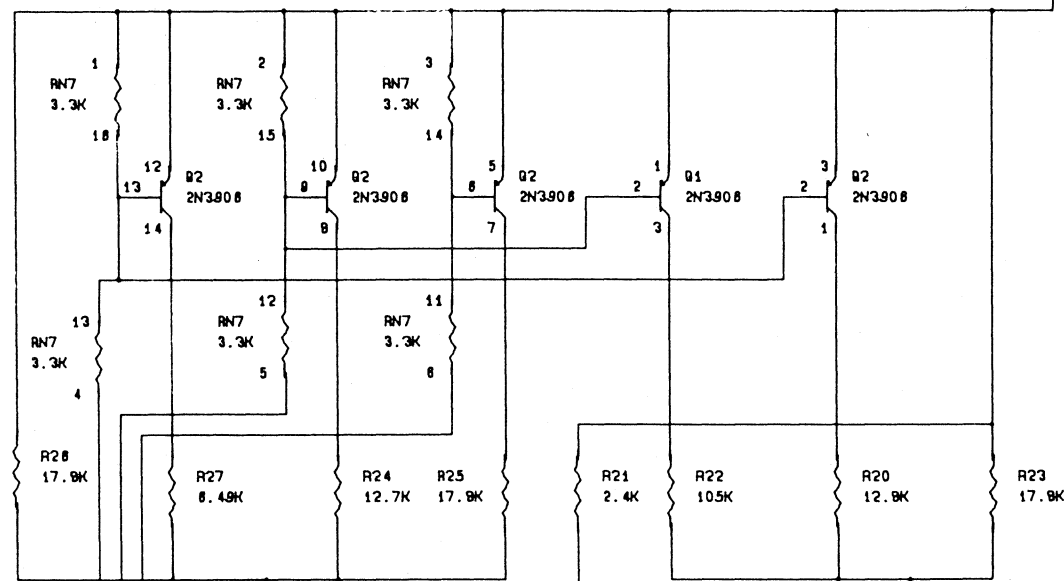 1
2
3
RN7
3.3K
RN7
3.3K
RN7
3.3K
16
15
14
12
10
5
1
3
13
9
6
2
2
Q2
2N3906
Q2
2N3906
Q2
2N3906
Q1
2N3906
Q2
2N3906
14
8
7
3
1
13
12
11
RN7
3.3K
RN7
3.3K
RN7
3.3K
4
5
6
R26
17.8K
R27
6.49K
R24
12.7K
R25
17.8K
R21
2.4K
R22
105K
R20
12.9K
R23
17.8K